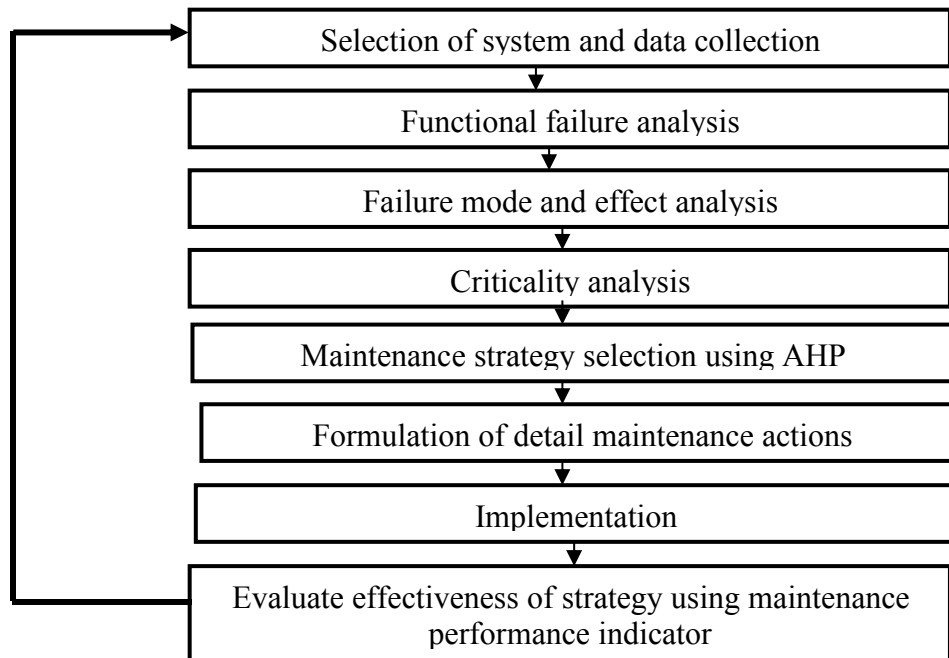 Selection of system and data collection
Functional failure analysis
Failure mode and effect analysis
Criticality analysis
Maintenance strategy selection using AHP
Formulation of detail maintenance actions
Implementation
Evaluate effectiveness of strategy using maintenance
performance indicator